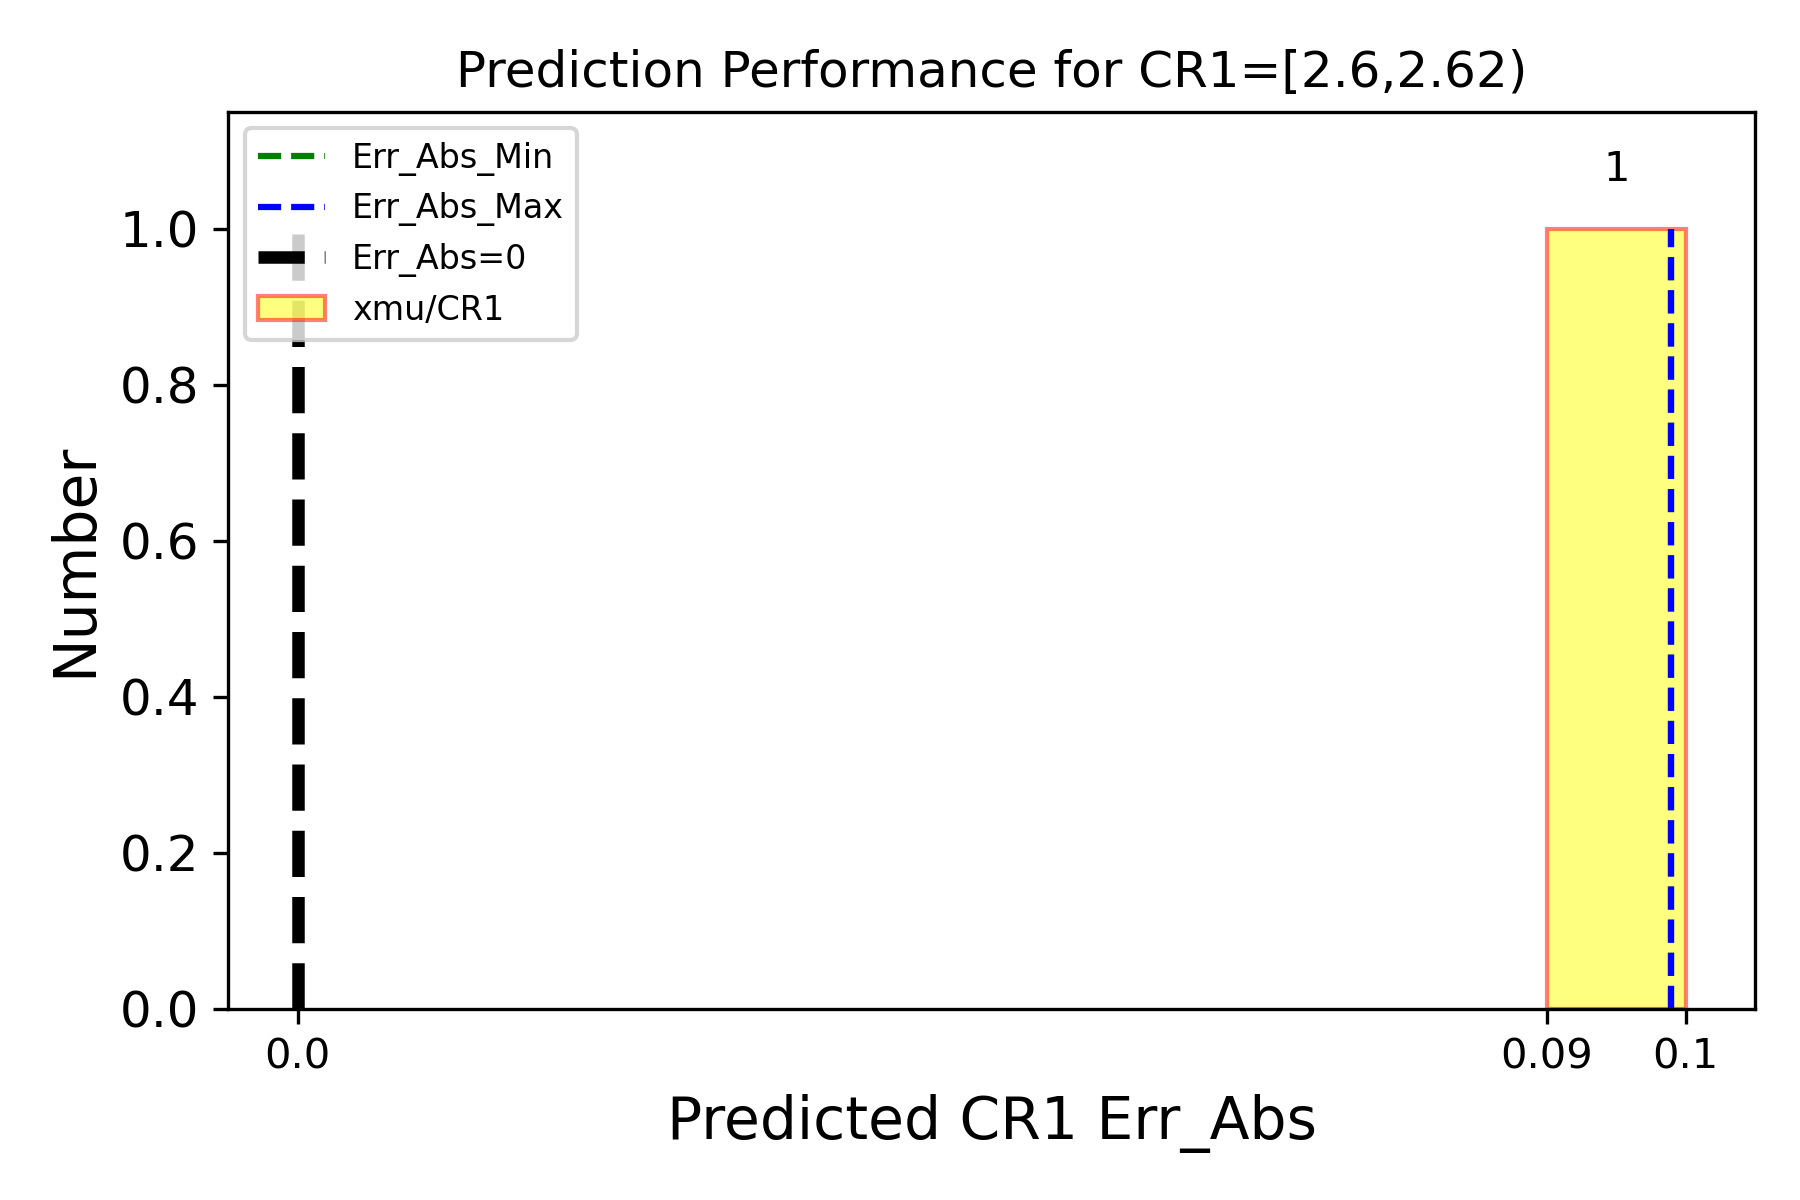 Prediction Performance for CR1=[2.6,2.62)
Err_Abs_Min
Err_Abs_Max
Err_Abs=0
xmu/CR1
1
1.0
0.8
0.6
0.4
0.2
0.0
Number
0.0
0.09
0.1
Predicted CR1 Err_Abs